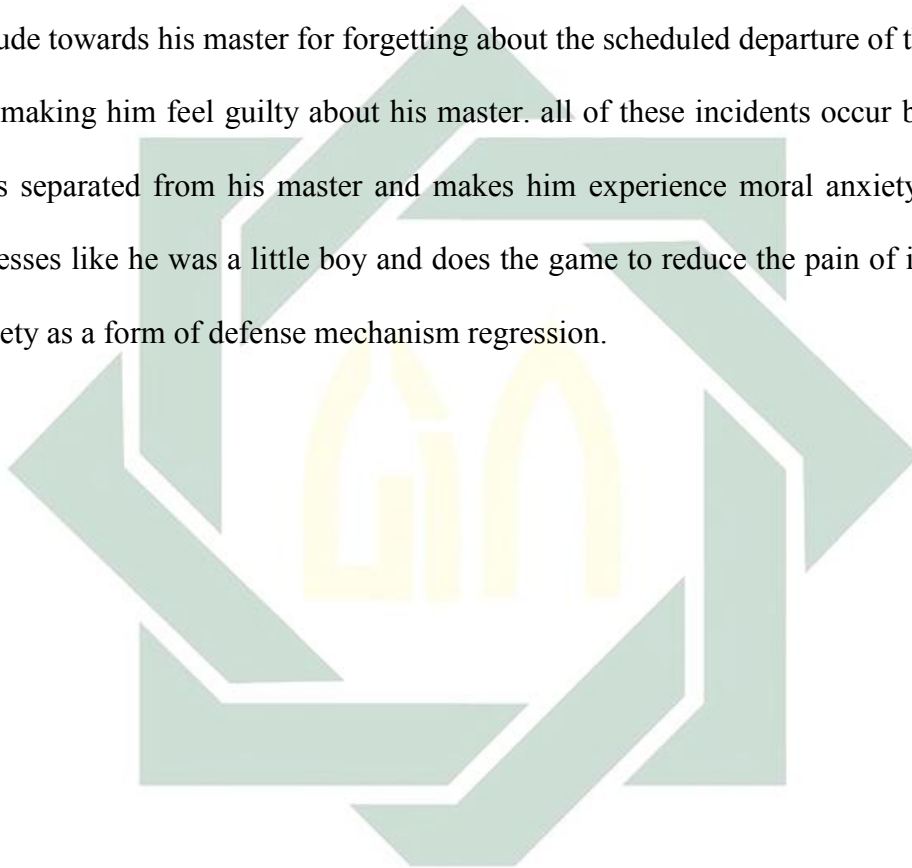 ude towards his master for forgetting about the scheduled departure of t
making him feel guilty about his master. all of these incidents occur b
s separated from his master and makes him experience moral anxiety
esses like he was a little boy and does the game to reduce the pain of i
iety as a form of defense mechanism regression.